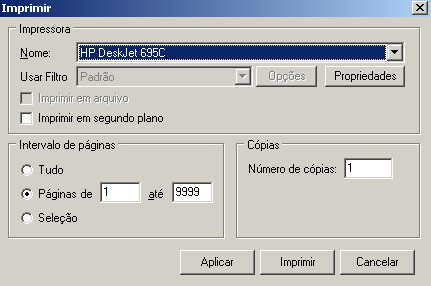 Imprimir
Impressora
Nome: HP DeskJet 695C
Usar Filtro Padrão Opções Propriedades
Imprimir em arquivo
Imprimir em segundo plano
Intervalo de páginas
Tudo
Páginas de 1 até 9999
Seleção
Cópias
Número de cópias: 1
Aplicar Imprimir Cancelar